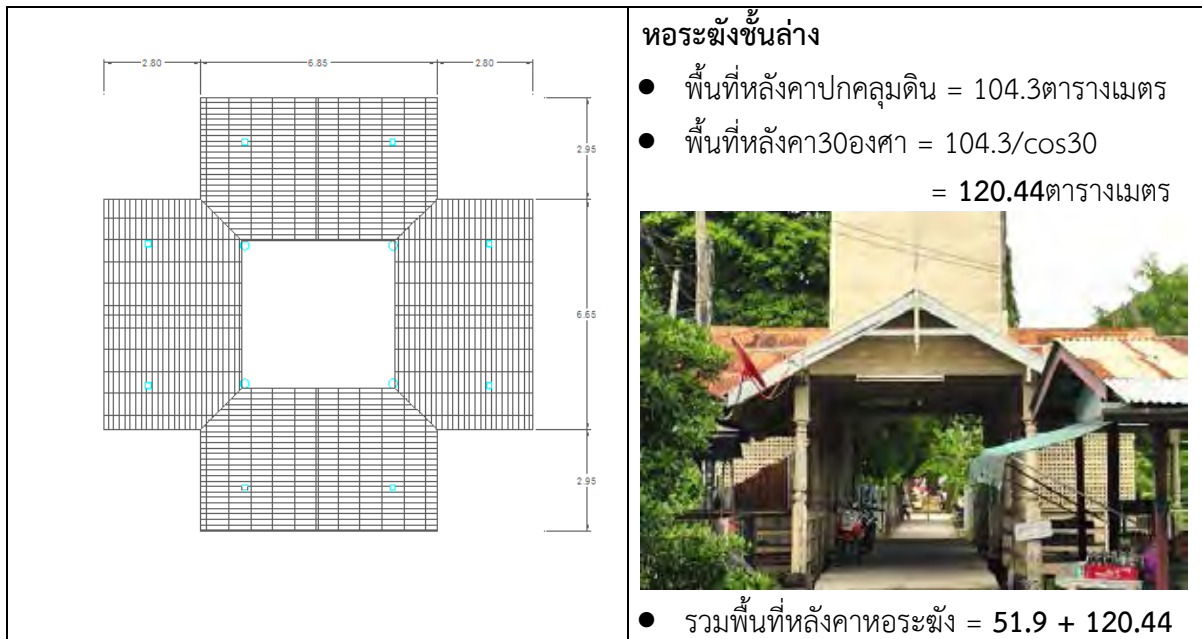 2.80 6.85 2.80
2.95
6.65
2.95
หอระฆังชั้นล่าง
● พื้นที่หลังคาปกคลุมดิน = 104.3ตารางเมตร
● พื้นที่หลังคา30องศา = 104.3/cos30
= 120.44ตารางเมตร
● รวมพื้นที่หลังคาหอระฆัง = 51.9 + 120.44